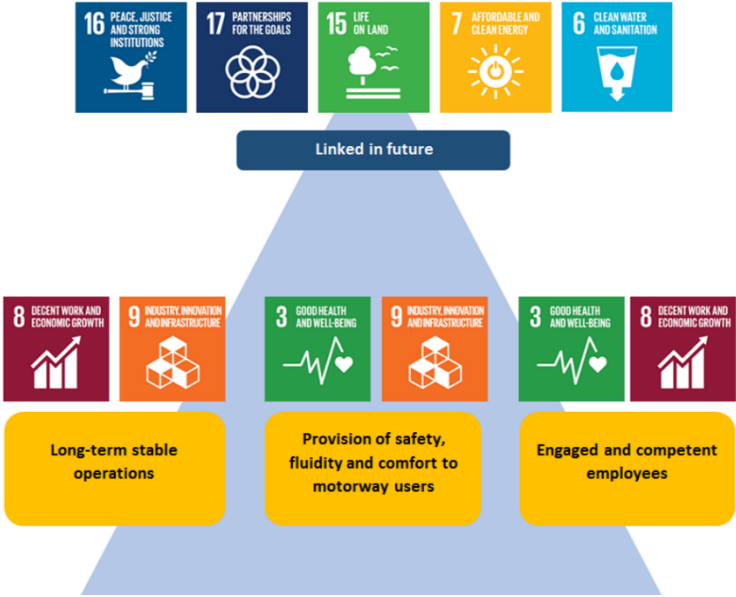 16 PEACE, JUSTICE
AND STRONG
INSTITUTIONS
17 PARTNERSHIPS
FOR THE GOALS
15 LIFE
ON LAND
7 AFFORDABLE AND
CLEAN ENERGY
6 CLEAN WATER
AND SANITATION
Linked in future
8 DECENT WORK AND
ECONOMIC GROWTH
9 INDUSTRY, INNOVATION
AND INFRASTRUCTURE
3 GOOD HEALTH
AND WELL-BEING
9 INDUSTRY, INNOVATION
AND INFRASTRUCTURE
3 GOOD HEALTH
AND WELL-BEING
8 DECENT WORK AND
ECONOMIC GROWTH
Long-term stable
operations
Provision of safety,
fluidity and comfort to
motorway users
Engaged and competent
employees